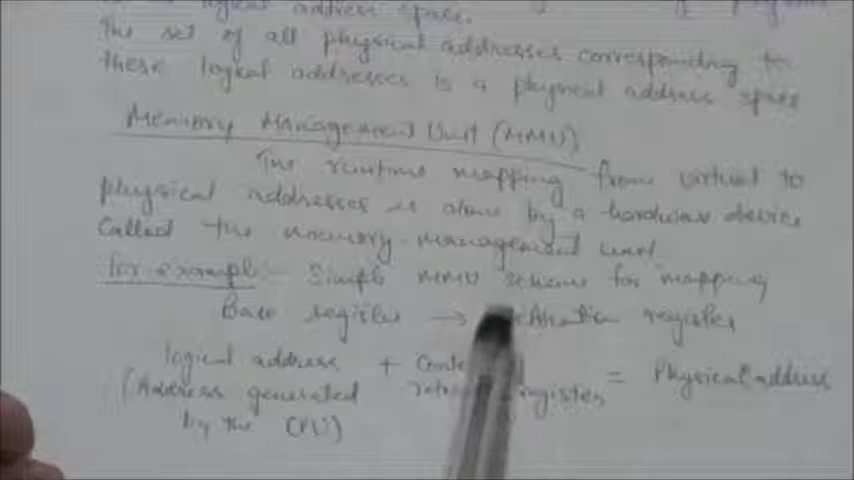 logical address space.
The set of all physical addresses corresponding to
these logical addresses is a physical address space
Memory Management Unit (MMU)
The runtime mapping from virtual to
physical addresses is done by a hardware device
called the memory-management unit.
for example:- Simple MMU scheme for mapping
Base register → register
logical address + = Physical address
(Address generated register
by the CPU)